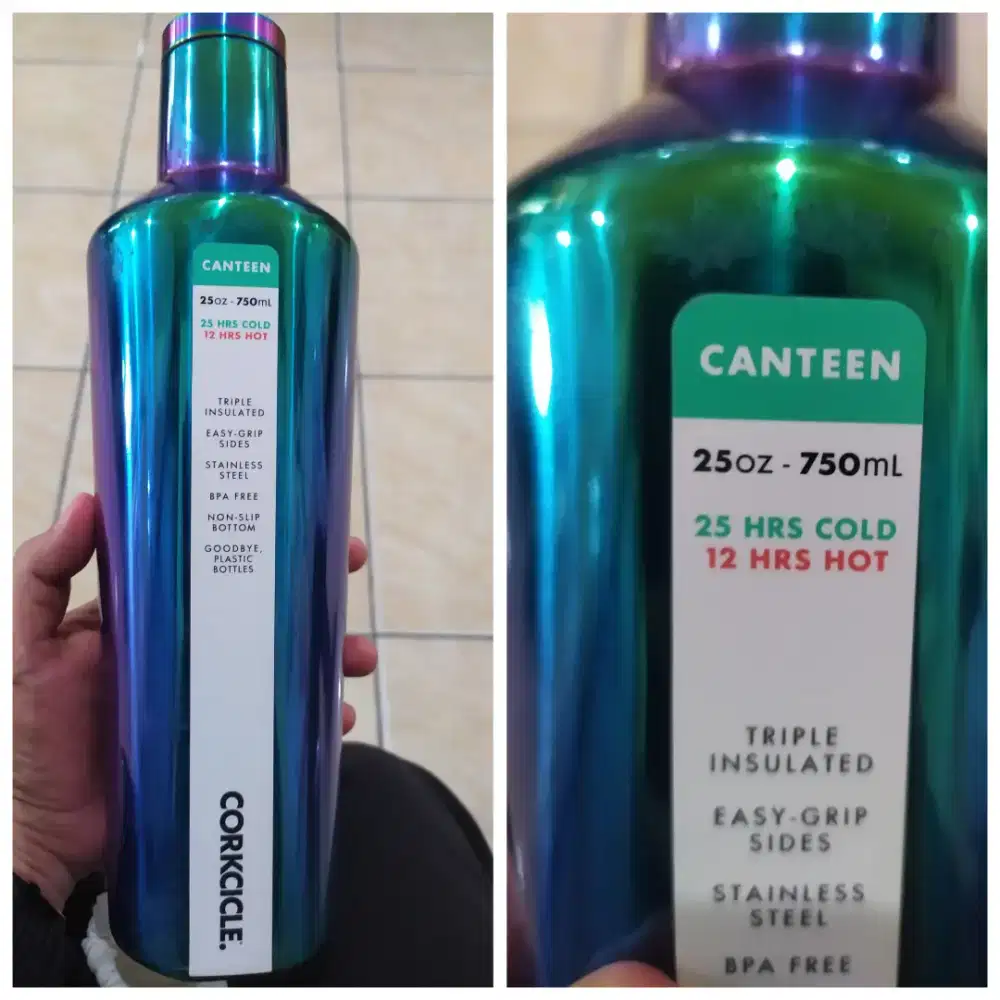 CANTEEN
25oz - 750mL
25 HRS COLD
12 HRS HOT
TRIPLE
INSULATED
EASY-GRIP
SIDES
STAINLESS
STEEL
BPA FREE
NON-SLIP
BOTTOM
GOODBYE,
PLASTIC
BOTTLES
CORKCICLE.
CANTEEN
25oz - 750mL
25 HRS COLD
12 HRS HOT
TRIPLE
INSULATED
EASY-GRIP
SIDES
STAINLESS
STEEL
BPA FREE